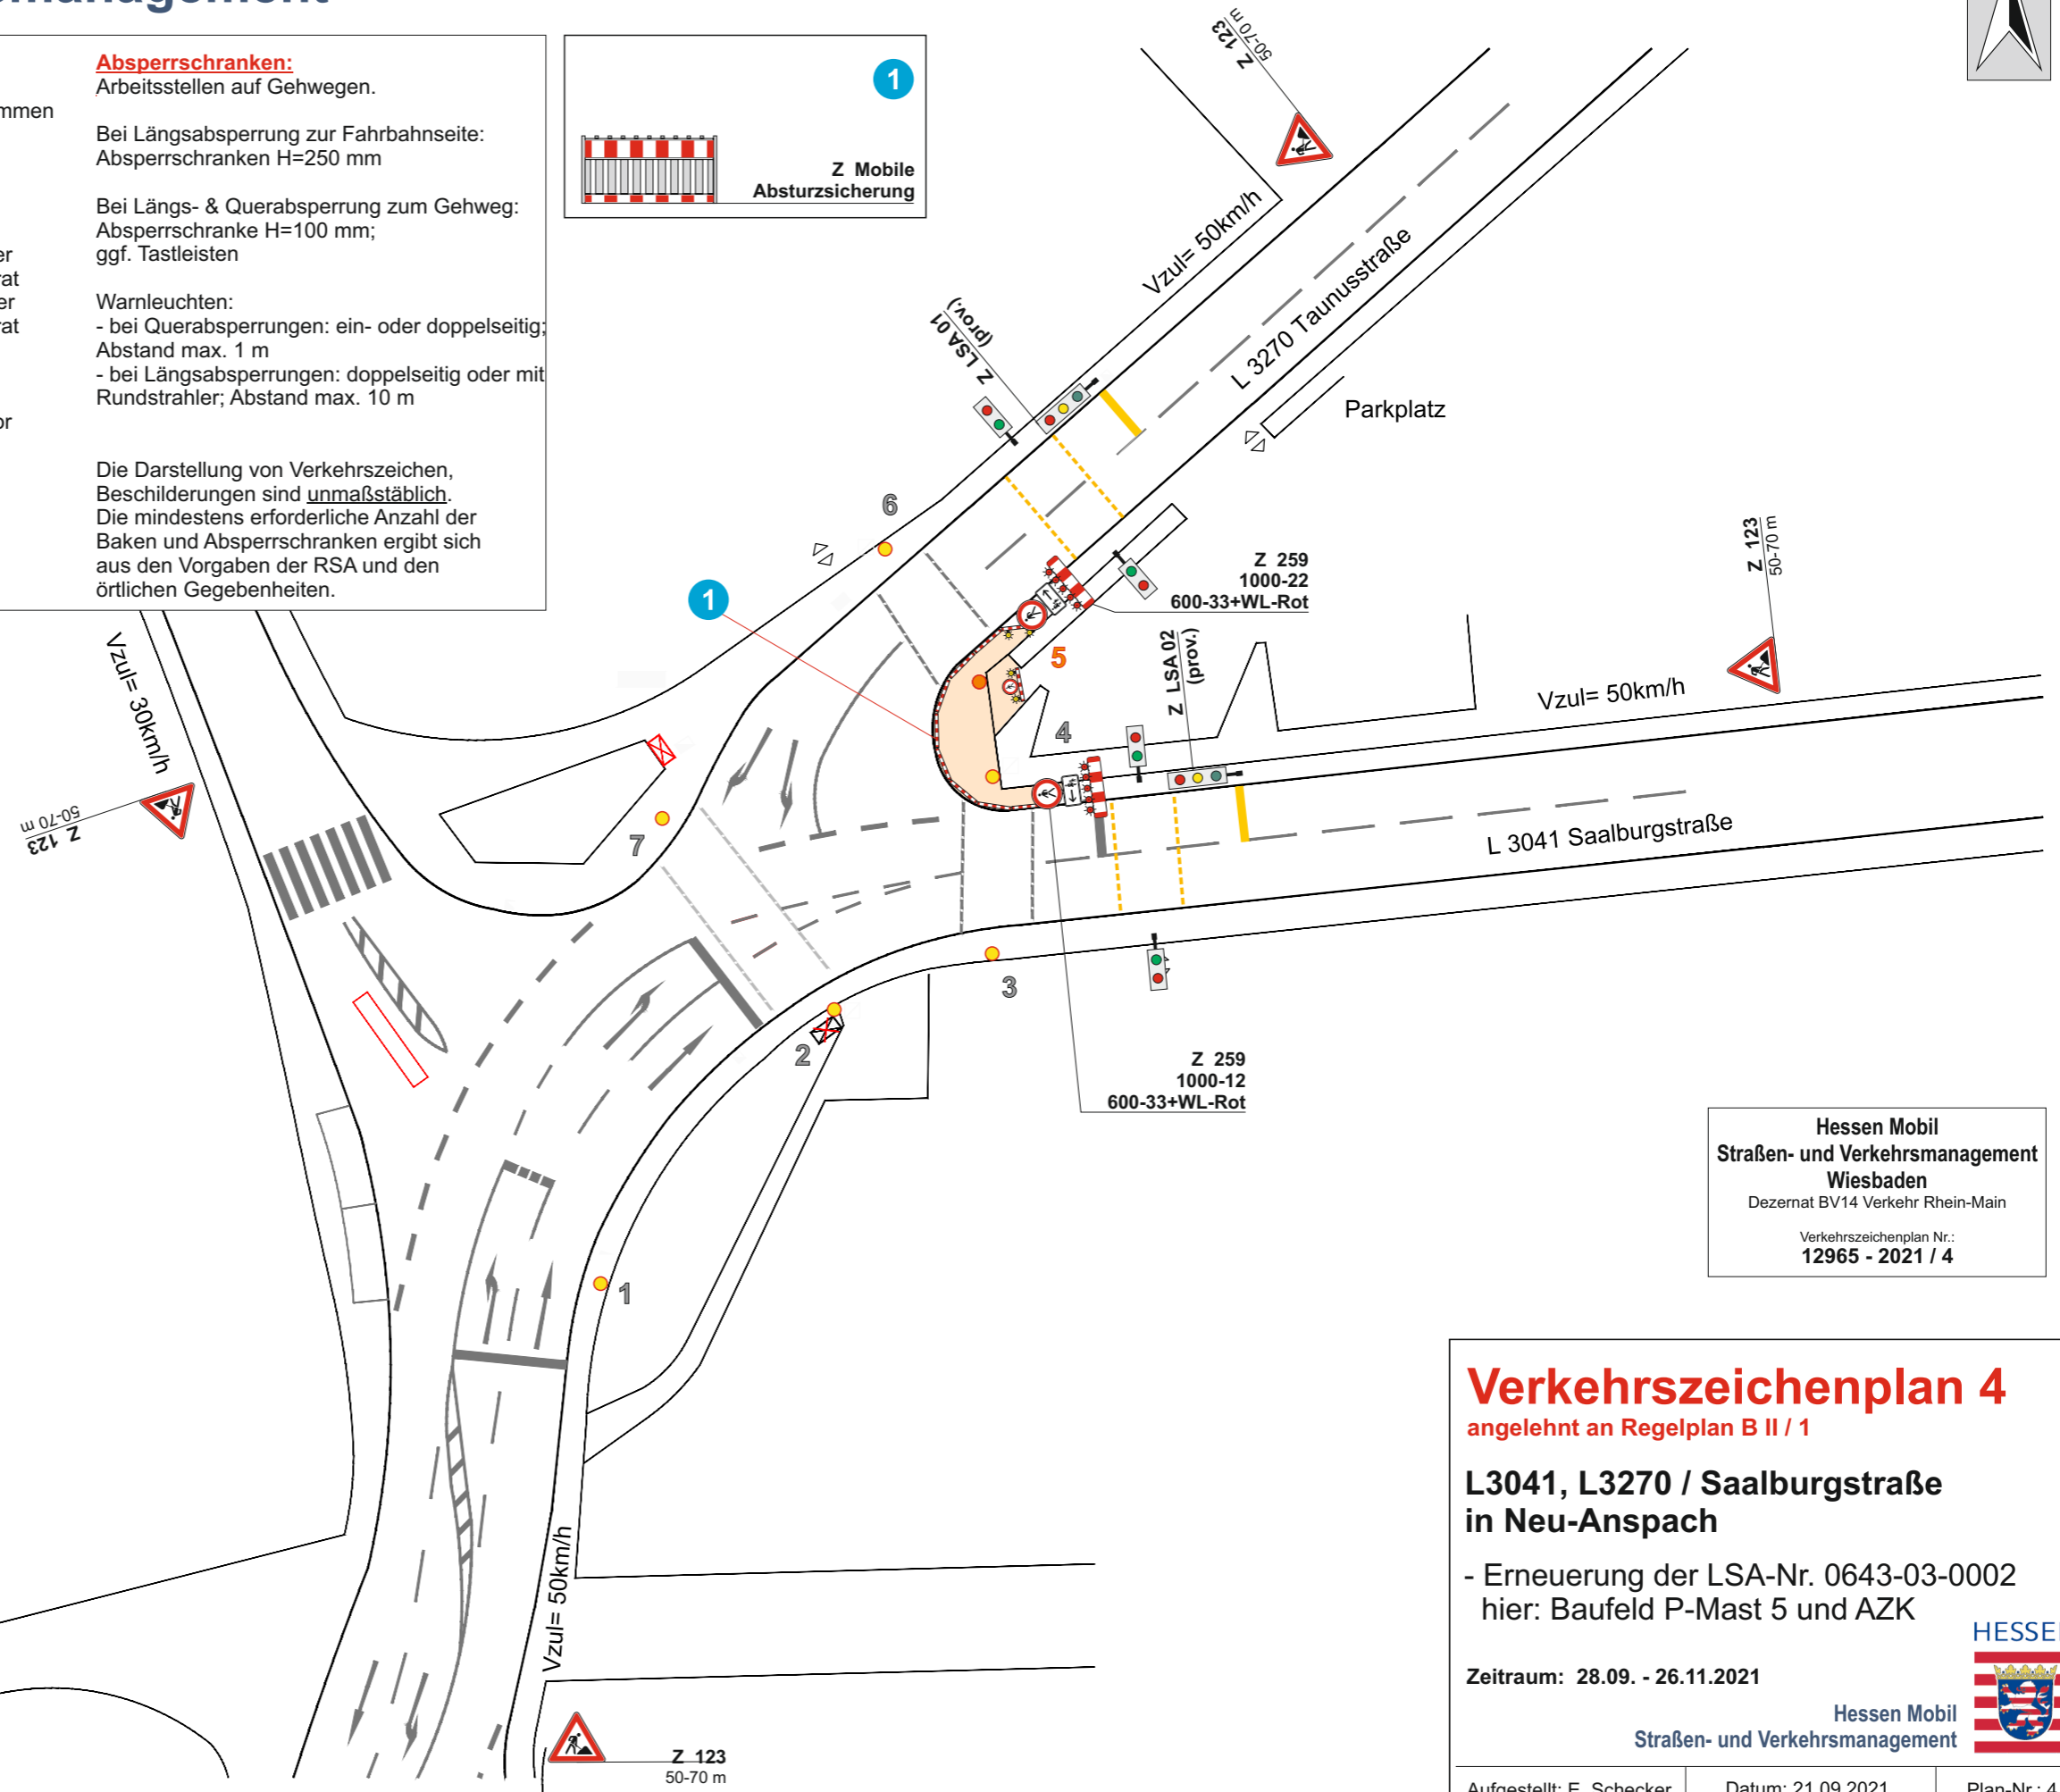 Absperrschranken:
Arbeitsstellen auf Gehwegen.
Bei Längsabsperrung zur Fahrbahnseite:
Absperrschranken H=250 mm
Bei Längs- & Querabsperrung zum Gehweg:
Absperrschranke H=100 mm;
ggf. Tastleisten
Warnleuchten:
- bei Querabsperrungen: ein- oder doppelseitig;
Abstand max. 1 m
- bei Längsabsperrungen: doppelseitig oder mit
Rundstrahler; Abstand max. 10 m
Die Darstellung von Verkehrszeichen,
Beschilderungen sind unmaßstäblich.
Die mindestens erforderliche Anzahl der
Baken und Absperrschranken ergibt sich
aus den Vorgaben der RSA und den
örtlichen Gegebenheiten.
1
Z Mobile
Absturzsicherung
Z 123
50-70 m
Vzul= 50km/h
L 3270 Taunusstraße
Parkplatz
Z LSA 01
(prov.)
6
1
Z 259
1000-22
600-33+WL-Rot
5
Z LSA 02
(prov.)
4
Z 123
50-70 m
Vzul= 50km/h
L 3041 Saalburgstraße
Vzul= 30km/h
Z 123
50-70 m
7
3
2
Z 259
1000-12
600-33+WL-Rot
1
Vzul= 50km/h
Z 123
50-70 m
Hessen Mobil
Straßen- und Verkehrsmanagement
Wiesbaden
Dezernat BV14 Verkehr Rhein-Main
Verkehrszeichenplan Nr.:
12965 - 2021 / 4
Verkehrszeichenplan 4
angelehnt an Regelplan B II / 1
L3041, L3270 / Saalburgstraße
in Neu-Anspach
- Erneuerung der LSA-Nr. 0643-03-0002
hier: Baufeld P-Mast 5 und AZK
Zeitraum: 28.09. - 26.11.2021
Hessen Mobil
Straßen- und Verkehrsmanagement
Aufgestellt: E. Schecker
Datum: 21.09.2021
Plan-Nr.: 4